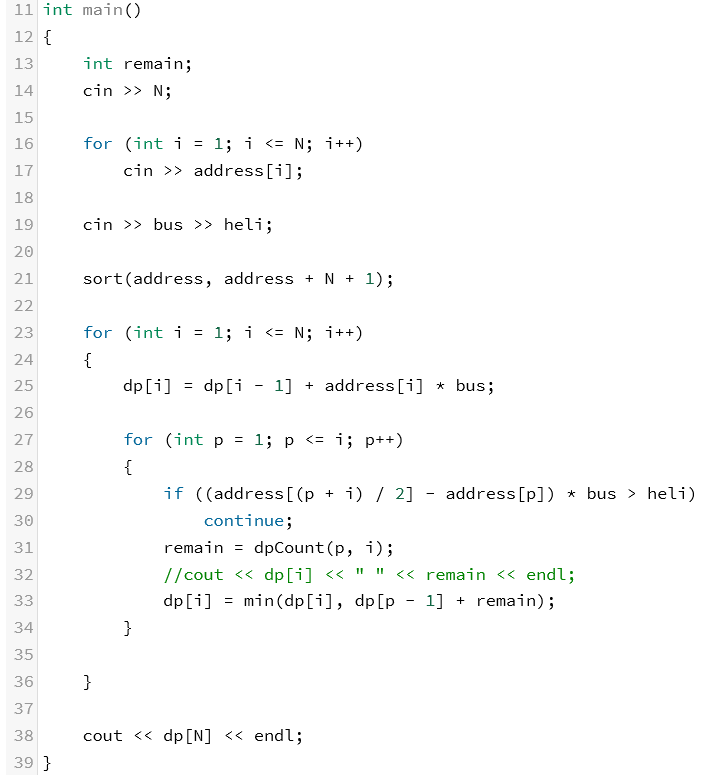 11 int main()
12 {
13     int remain;
14     cin >> N;
15
16     for (int i = 1; i <= N; i++)
17         cin >> address[i];
18
19     cin >> bus >> heli;
20
21     sort(address, address + N + 1);
22
23     for (int i = 1; i <= N; i++)
24     {
25         dp[i] = dp[i - 1] + address[i] * bus;
26
27         for (int p = 1; p <= i; p++)
28         {
29             if ((address[(p + i) / 2] - address[p]) * bus > heli)
30                 continue;
31             remain = dpCount(p, i);
32             //cout << dp[i] << " " << remain << endl;
33             dp[i] = min(dp[i], dp[p - 1] + remain);
34         }
35
36     }
37
38     cout << dp[N] << endl;
39 }